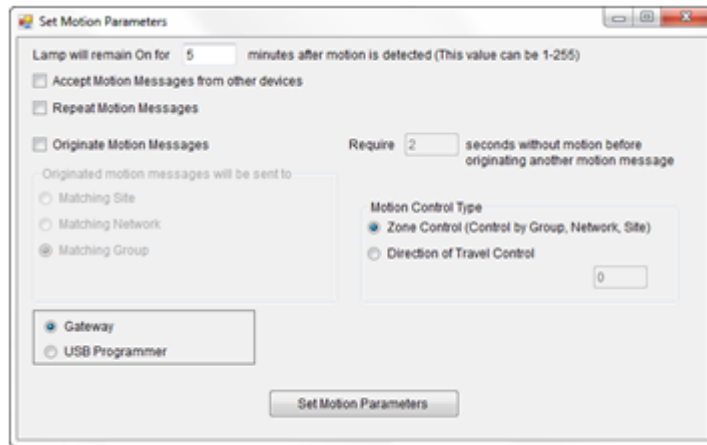 Set Motion Parameters
Lamp will remain On for 5 minutes after motion is detected (This value can be 1-255)
Accept Motion Messages from other devices
Repeat Motion Messages
Originate Motion Messages
Require 2 seconds without motion before
originating another motion message
Originated motion messages will be sent to
Matching Site
Matching Network
Matching Group
Motion Control Type
Zone Control (Control by Group, Network, Site)
Direction of Travel Control
0
Gateway
USB Programmer
Set Motion Parameters